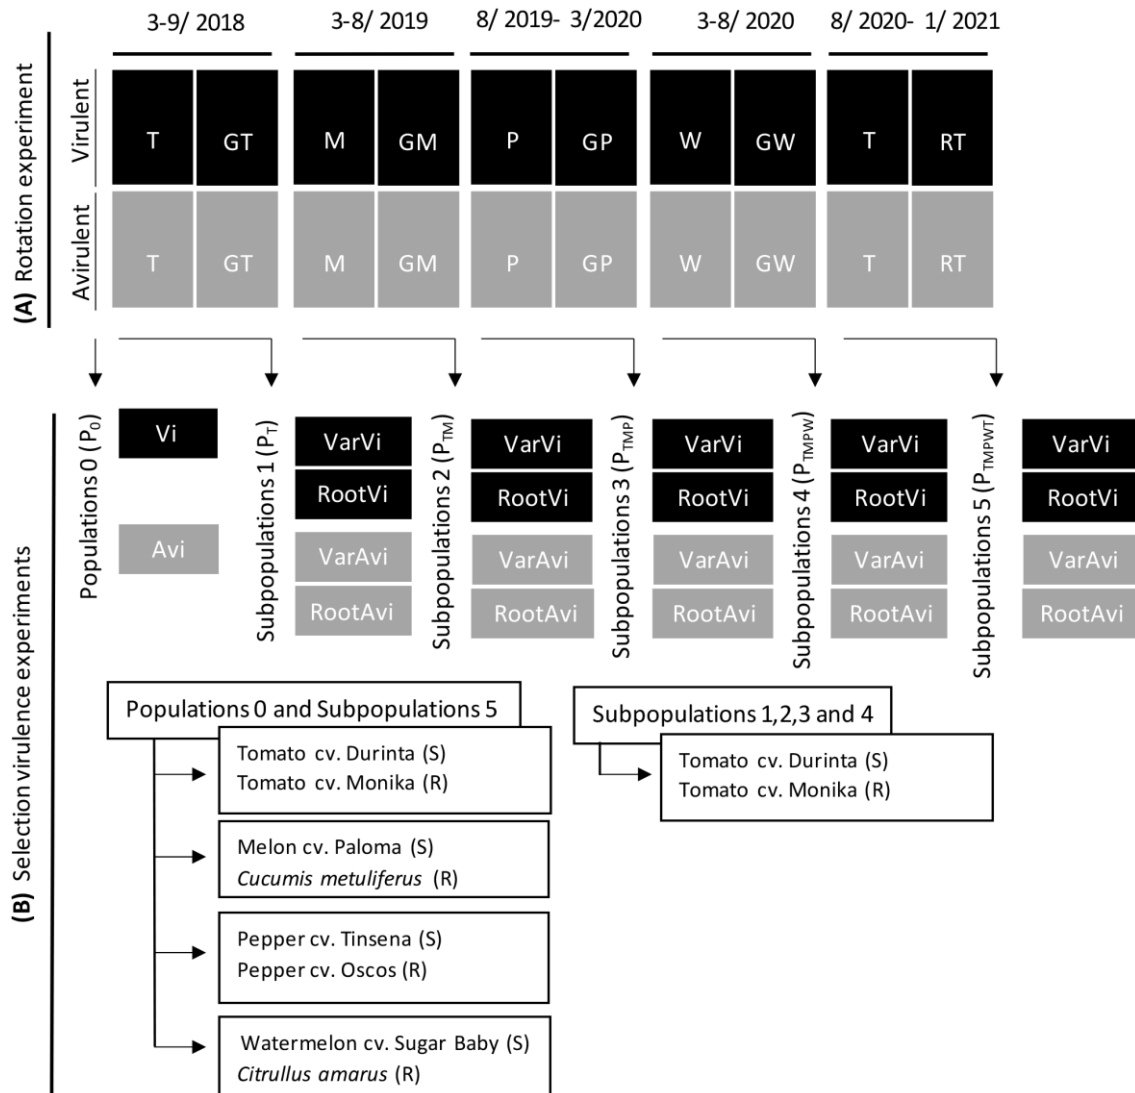 3-9/ 2018 3-8/ 2019 8/ 2019- 3/2020 3-8/ 2020 8/ 2020- 1/ 2021
(A) Rotation experiment
Virulent
T GT M GM P GP W GW T RT
Avirulent
T GT M GM P GP W GW T RT
(B) Selection virulence experiments
Populations 0 (P0)
Vi
Avi
Subpopulations 1 (PT)
VarVi
RootVi
VarAvi
RootAvi
Subpopulations 2 (PTM)
VarVi
RootVi
VarAvi
RootAvi
Subpopulations 3 (PTMP)
VarVi
RootVi
VarAvi
RootAvi
Subpopulations 4 (PTMPW)
VarVi
RootVi
VarAvi
RootAvi
Subpopulations 5 (PTMPWT)
VarVi
RootVi
VarAvi
RootAvi
Populations 0 and Subpopulations 5
Tomato cv. Durinta (S)
Tomato cv. Monika (R)
Melon cv. Paloma (S)
Cucumis metuliferus (R)
Pepper cv. Tinsena (S)
Pepper cv. Oscos (R)
Watermelon cv. Sugar Baby (S)
Citrullus amarus (R)
Subpopulations 1,2,3 and 4
Tomato cv. Durinta (S)
Tomato cv. Monika (R)